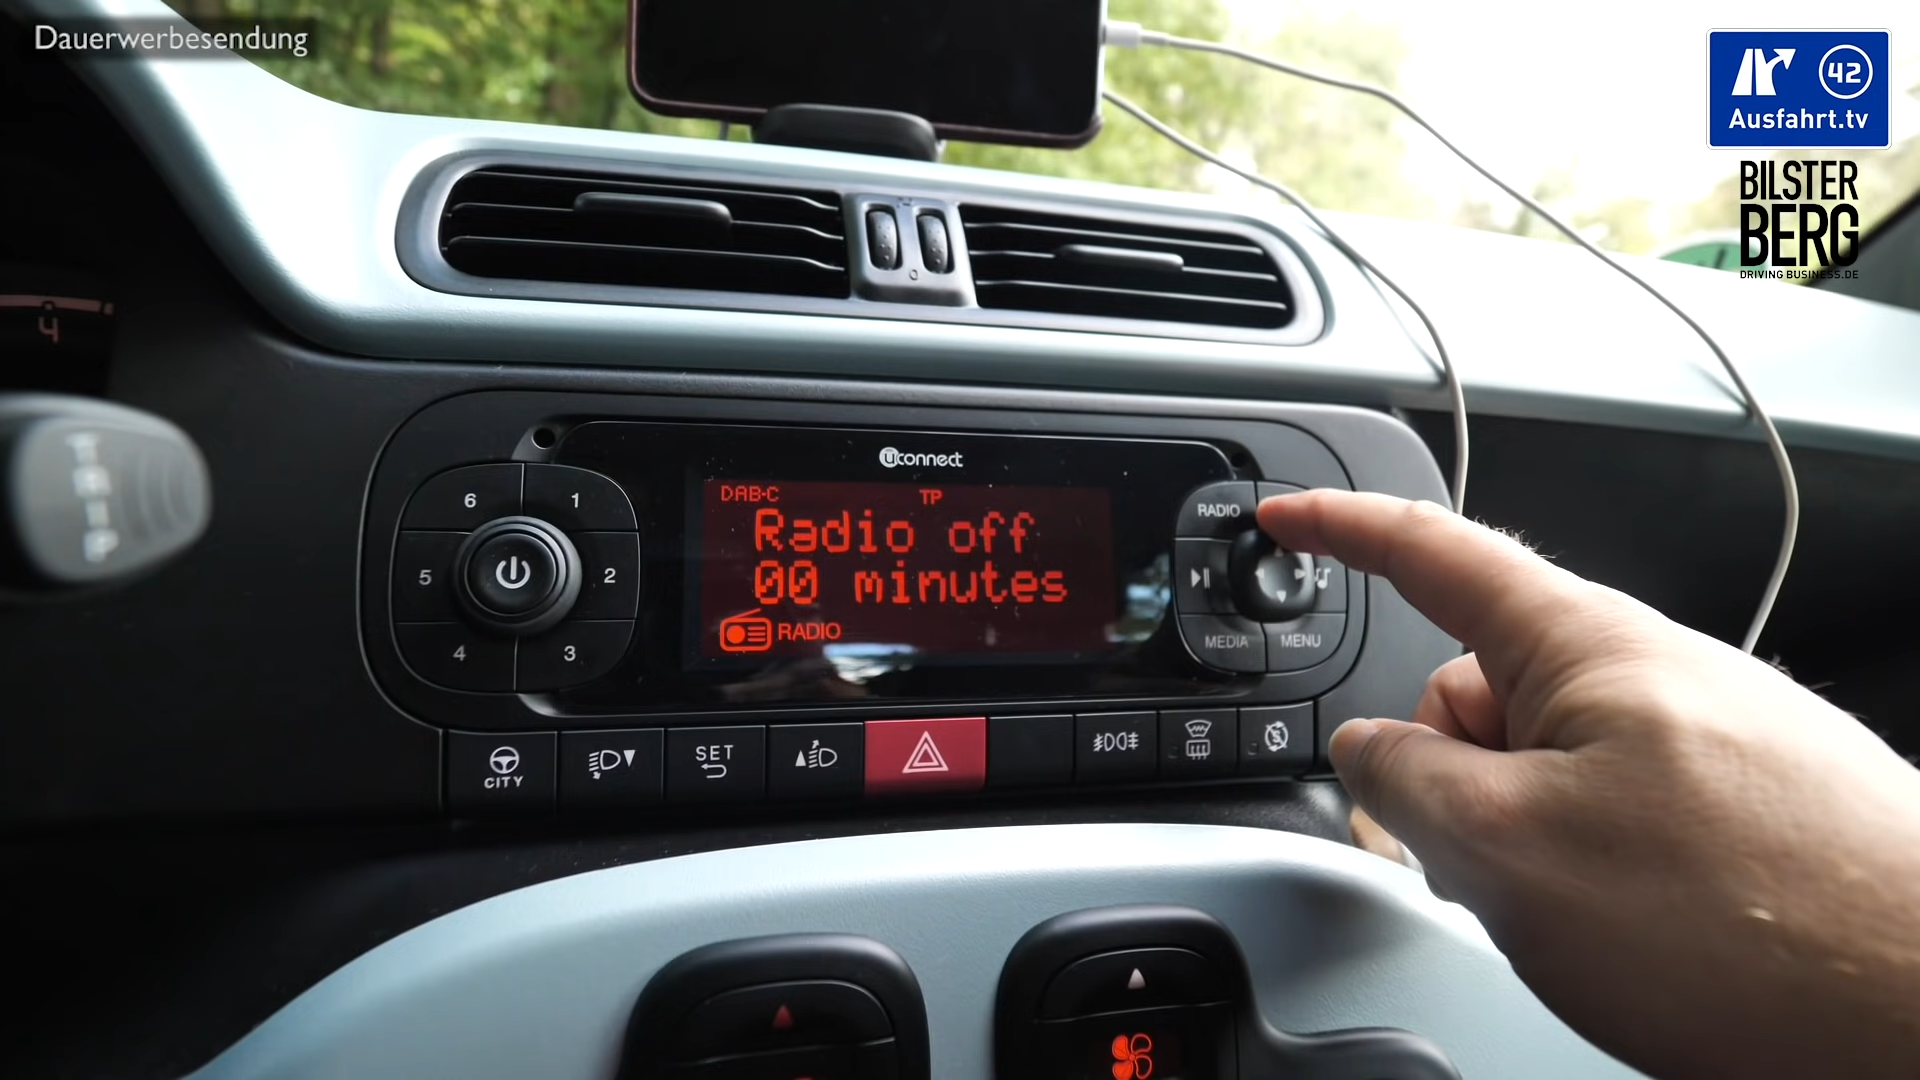 Dauerwerbesendung
42
Ausfahrt.tv
BILSTER
BERG
DRIVING BUSINESS.DE
4
uconnect
DAB·C TP
Radio off
00 minutes
RADIO
6 1
5 2
4 3
RADIO
MEDIA MENU
CITY
SET